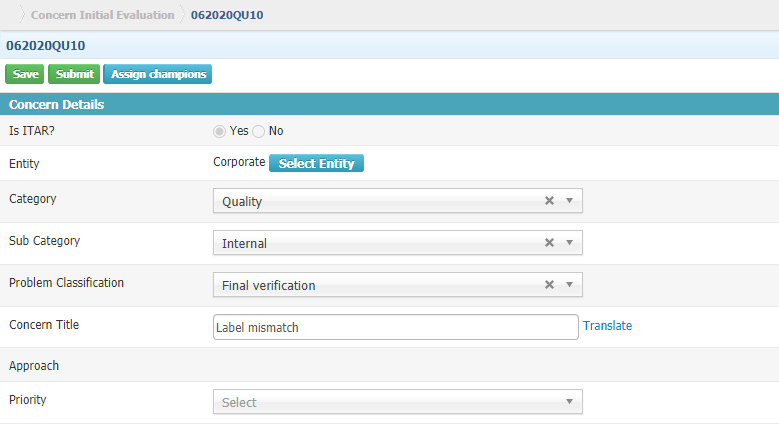 Concern Initial Evaluation 062020QU10
062020QU10
Save Submit Assign champions
Concern Details
Is ITAR? Yes No
Entity Corporate Select Entity
Category Quality
Sub Category Internal
Problem Classification Final verification
Concern Title Label mismatch Translate
Approach
Priority Select